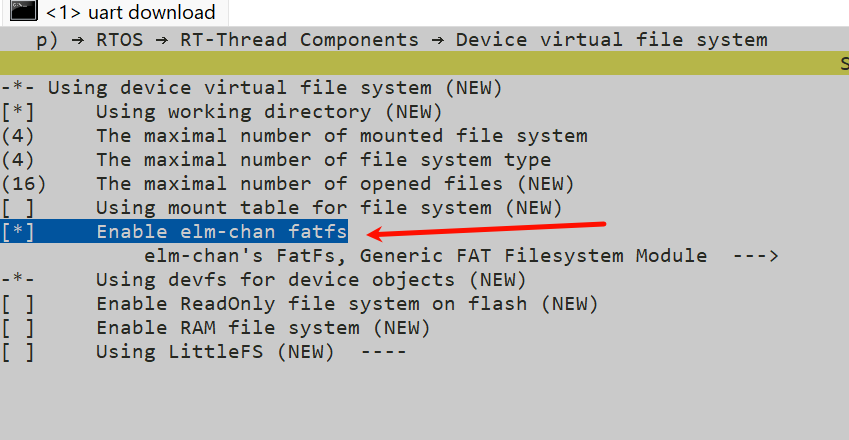 <1> uart download
p) → RTOS → RT-Thread Components → Device virtual file system
S
-*- Using device virtual file system (NEW)
[*] Using working directory (NEW)
(4) The maximal number of mounted file system
(4) The maximal number of file system type
(16) The maximal number of opened files (NEW)
[ ] Using mount table for file system (NEW)
[*] Enable elm-chan fatfs
elm-chan's FatFs, Generic FAT Filesystem Module --->
-*- Using devfs for device objects (NEW)
[ ] Enable ReadOnly file system on flash (NEW)
[ ] Enable RAM file system (NEW)
[ ] Using LittleFS (NEW) ----